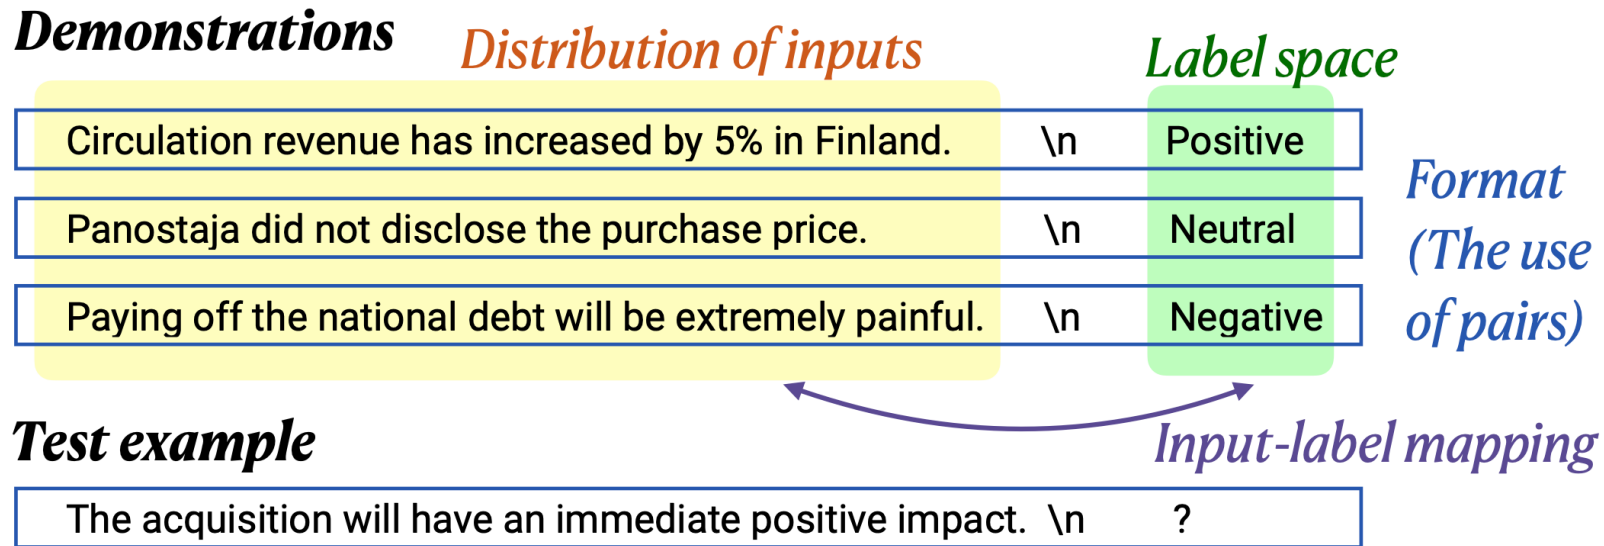 Demonstrations
Distribution of inputs
Label space
Circulation revenue has increased by 5% in Finland. \n Positive
Panostaja did not disclose the purchase price. \n Neutral
Paying off the national debt will be extremely painful. \n Negative
Format
(The use
of pairs)
Test example
Input-label mapping
The acquisition will have an immediate positive impact. \n ?